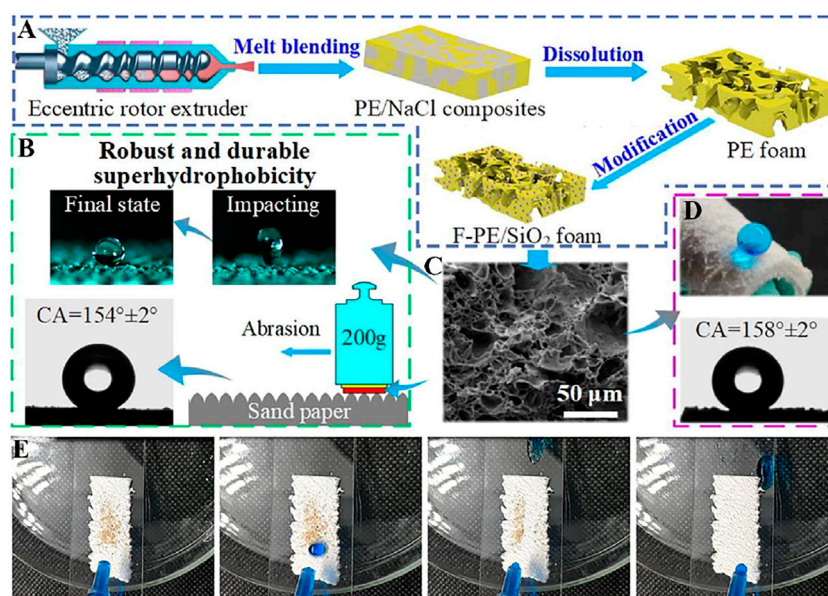 A
Melt blending
Dissolution
Eccentric rotor extruder
PE/NaCl composites
PE foam
Modification
F-PE/SiO₂ foam
B
Robust and durable
superhydrophobicity
Final state
Impacting
CA=154°±2°
Abrasion
200g
Sand paper
C
50 μm
D
CA=158°±2°
E